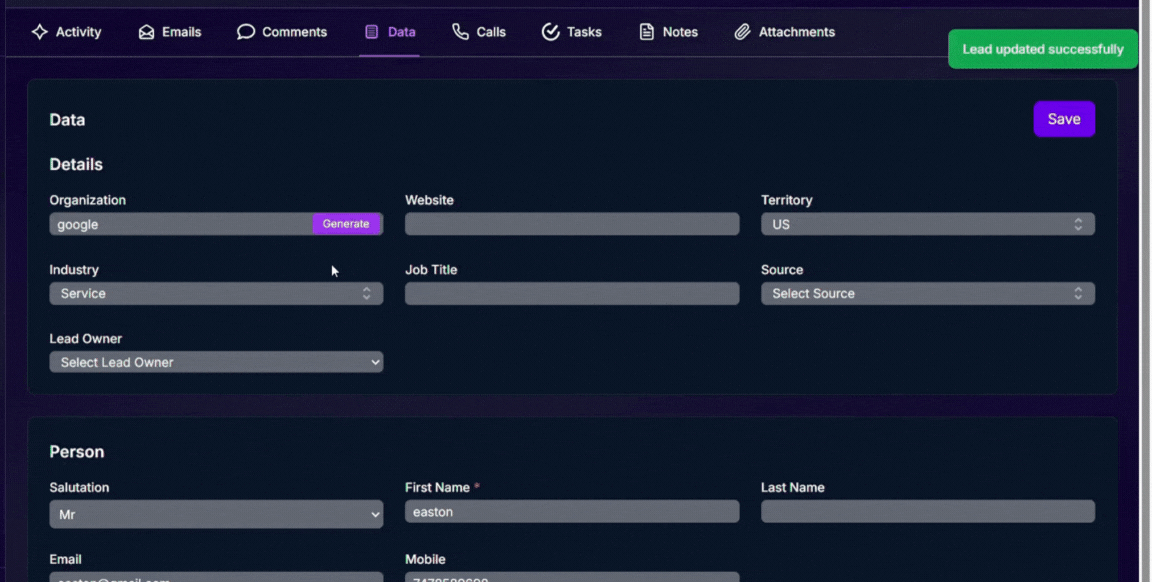 Activity Emails Comments Data Calls Tasks Notes Attachments
Lead updated successfully
Data Save
Details
Organization Website Territory
google Generate US
Industry Job Title Source
Service Select Source
Lead Owner
Select Lead Owner
Person
Salutation First Name * Last Name
Mr easton
Email Mobile